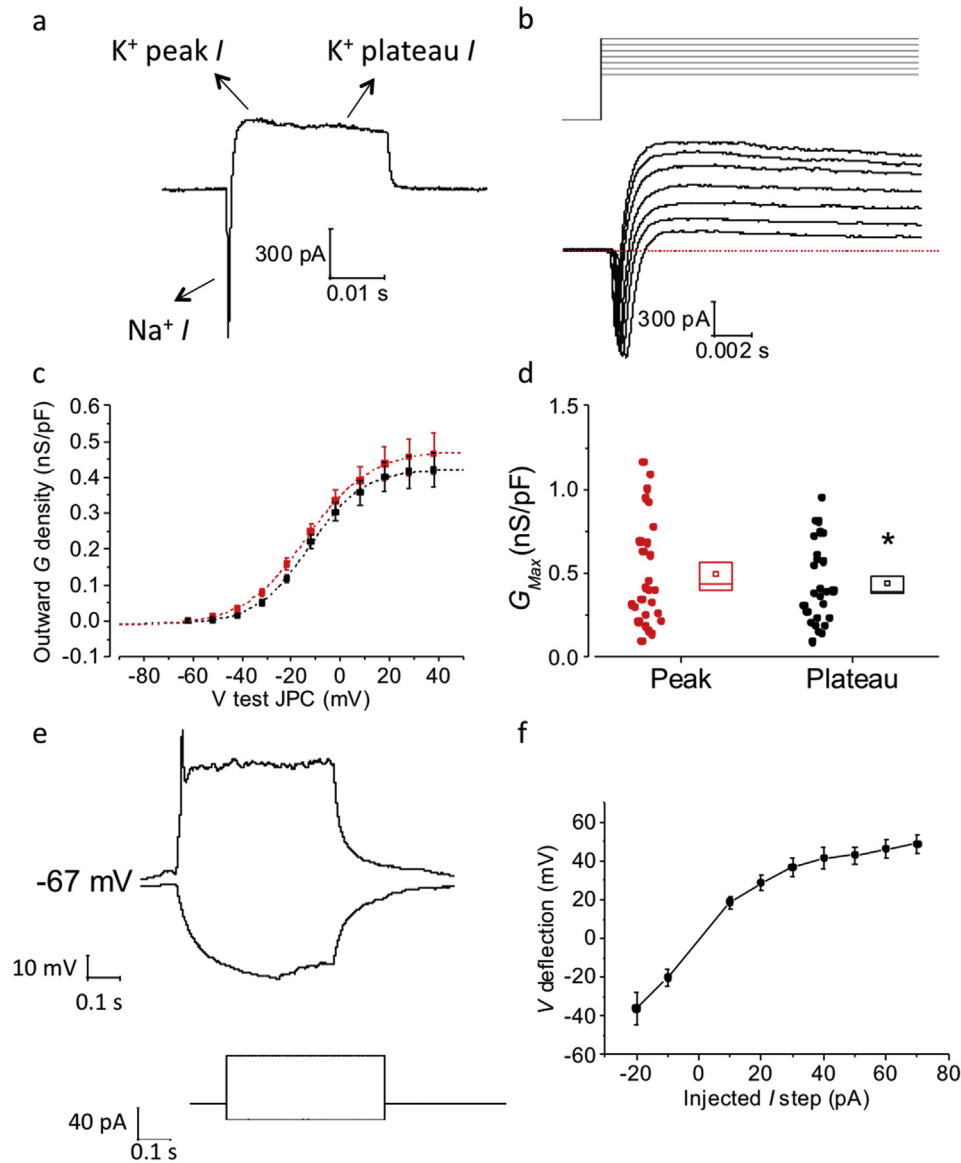 a
K⁺ peak I
K⁺ plateau I
Na⁺ I
300 pA
0.01 s
b
300 pA
0.002 s
c
Outward G density (nS/pF)
0.6
0.5
0.4
0.3
0.2
0.1
0.0
-0.1
-80 -60 -40 -20 0 20 40
V test JPC (mV)
d
G Max (nS/pF)
1.5
1.0
0.5
0.0
*
Peak Plateau
e
-67 mV
10 mV
0.1 s
40 pA
0.1 s
f
V deflection (mV)
60
40
20
0
-20
-40
-60
-20 0 20 40 60 80
Injected I step (pA)